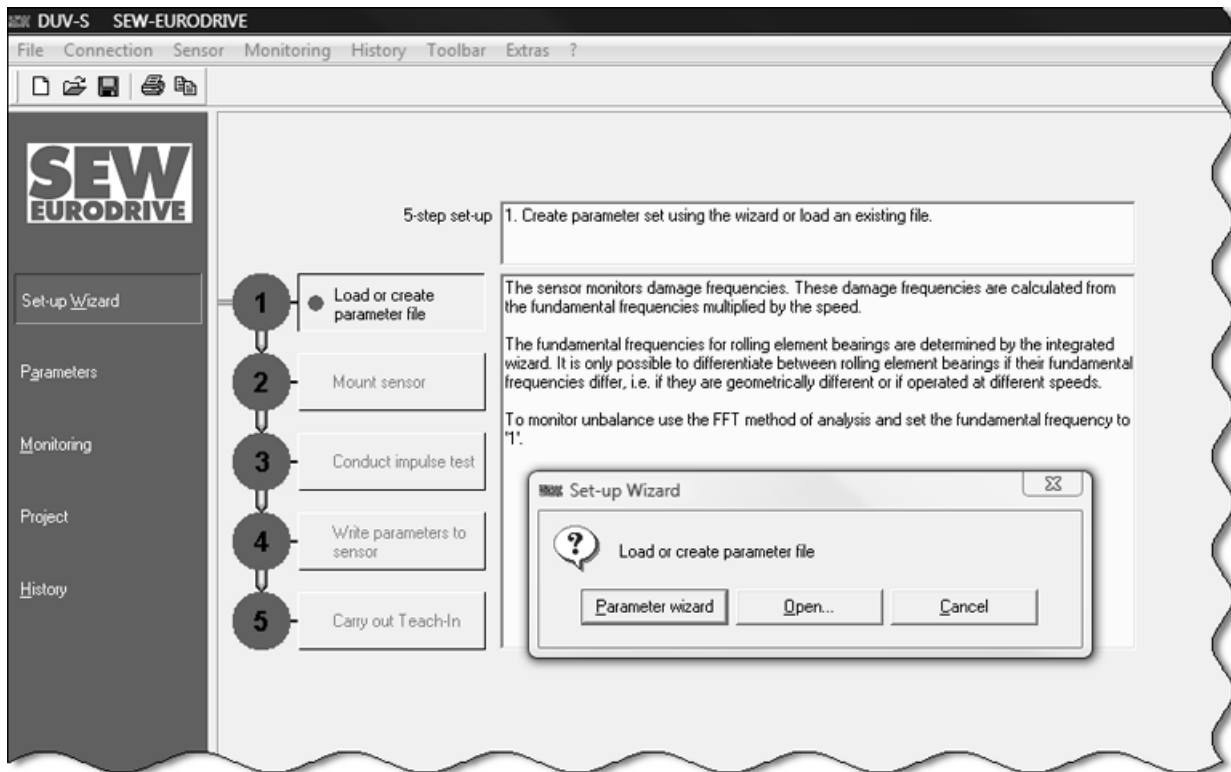 SEW DUV-S SEW-EURODRIVE
File Connection Sensor Monitoring History Toolbar Extras ?
SEW
EURODRIVE
5-step set-up
1. Create parameter set using the wizard or load an existing file.
Set-up Wizard
1
Load or create
parameter file
The sensor monitors damage frequencies. These damage frequencies are calculated from
the fundamental frequencies multiplied by the speed.
The fundamental frequencies for rolling element bearings are determined by the integrated
wizard. It is only possible to differentiate between rolling element bearings if their fundamental
frequencies differ, i.e. if they are geometrically different or if operated at different speeds.
To monitor unbalance use the FFT method of analysis and set the fundamental frequency to
'1'.
Parameters
2
Mount sensor
Monitoring
3
Conduct impulse test
Project
4
Write parameters to
sensor
History
5
Carry out Teach-In
SEW Set-up Wizard
?
Load or create parameter file
Parameter wizard
Open...
Cancel